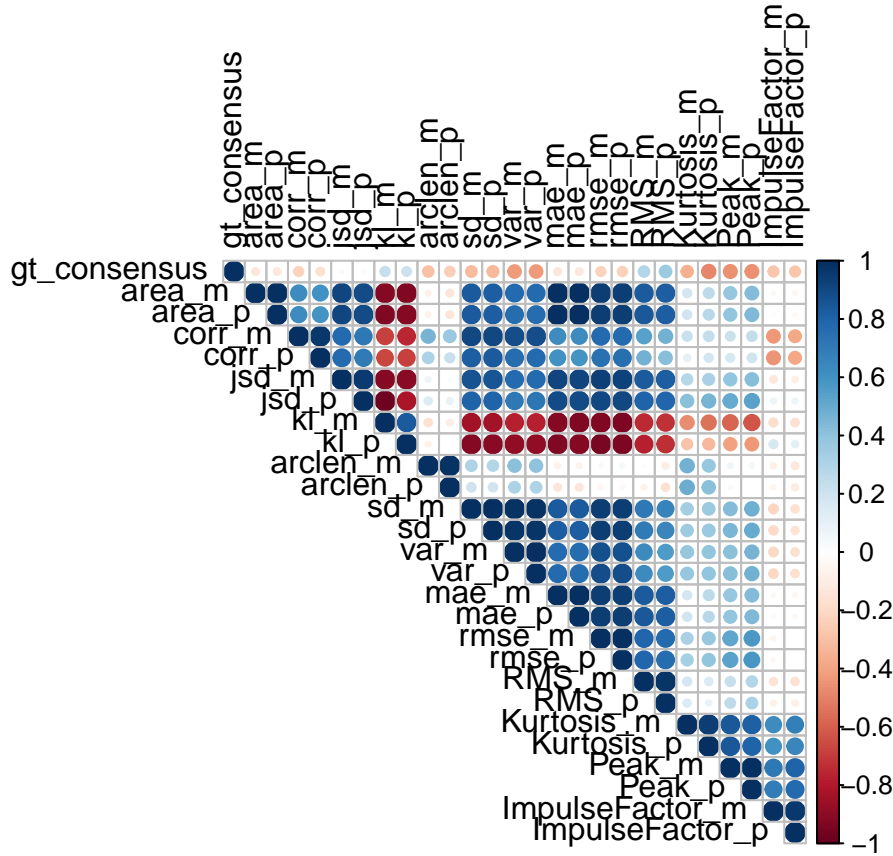 gt_consensus
area_m
area_p
corr_m
corr_p
jsd_m
jsd_p
kl_m
kl_p
arclen_m
arclen_p
sd_m
sd_p
var_m
var_p
mae_m
mae_p
rmse_m
rmse_p
RMS_m
RMS_p
Kurtosis_m
Kurtosis_p
Peak_m
Peak_p
ImpulseFactor_m
ImpulseFactor_p
gt_consensus
area_m
area_p
corr_m
corr_p
jsd_m
jsd_p
kl_m
kl_p
arclen_m
arclen_p
sd_m
sd_p
var_m
var_p
mae_m
mae_p
rmse_m
rmse_p
RMS_m
RMS_p
Kurtosis_m
Kurtosis_p
Peak_m
Peak_p
ImpulseFactor_m
ImpulseFactor_p
1
0.8
0.6
0.4
0.2
0
−0.2
−0.4
−0.6
−0.8
−1